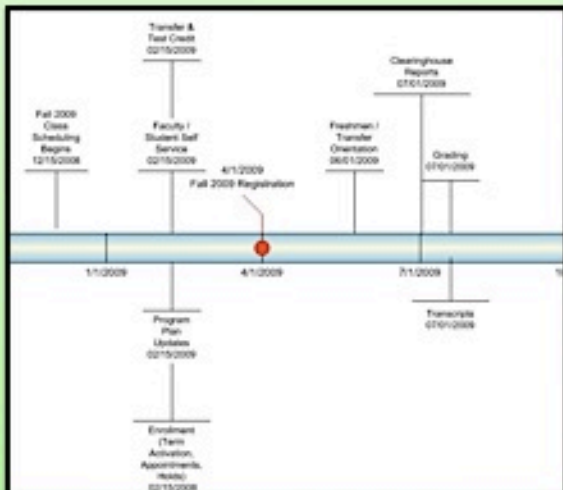 Transfer &
Test Credit
02/15/2009
Clearinghouse
Reports
07/01/2009
Fall 2009
Class
Scheduling
Begins
12/15/2008
Faculty /
Student Self
Service
02/15/2009
4/1/2009
Fall 2009 Registration
Freshmen /
Transfer
Orientation
06/01/2009
Grading
07/01/2009
1/1/2009
4/1/2009
7/1/2009
Program
Plan
Updates
02/15/2009
Transcripts
07/01/2009
Enrollment
(Term
Activation,
Appointments,
Holds)